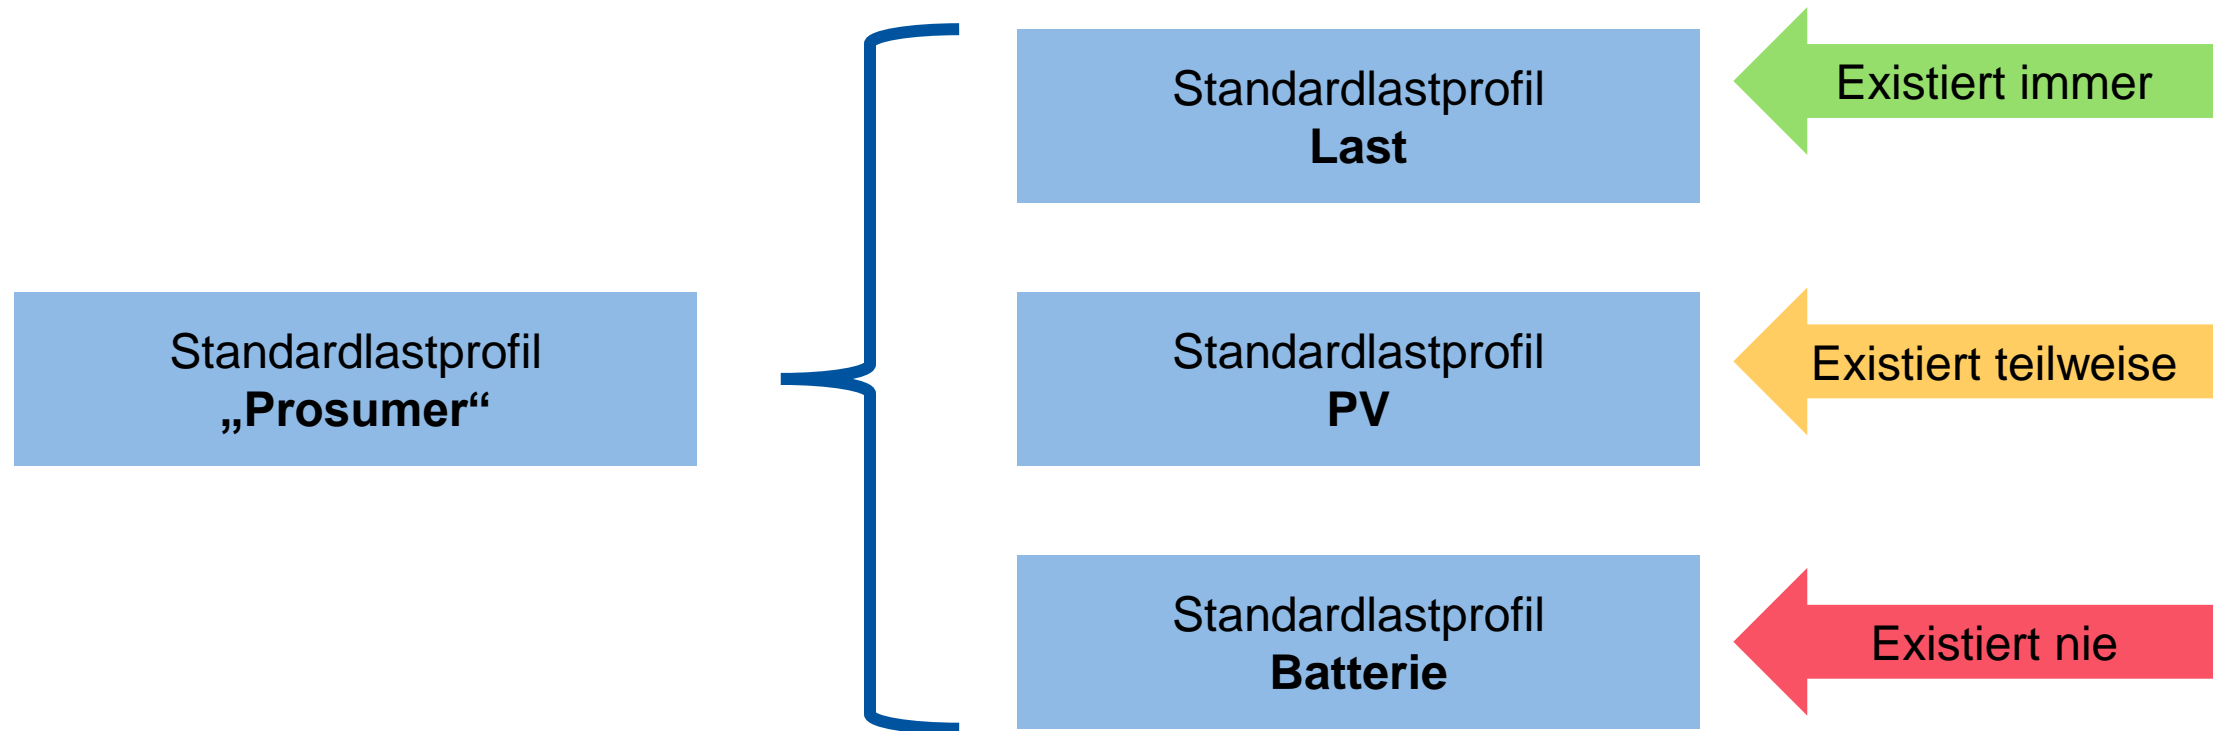 Standardlastprofil
„Prosumer“
Standardlastprofil
Last
Existiert immer
Standardlastprofil
PV
Existiert teilweise
Standardlastprofil
Batterie
Existiert nie